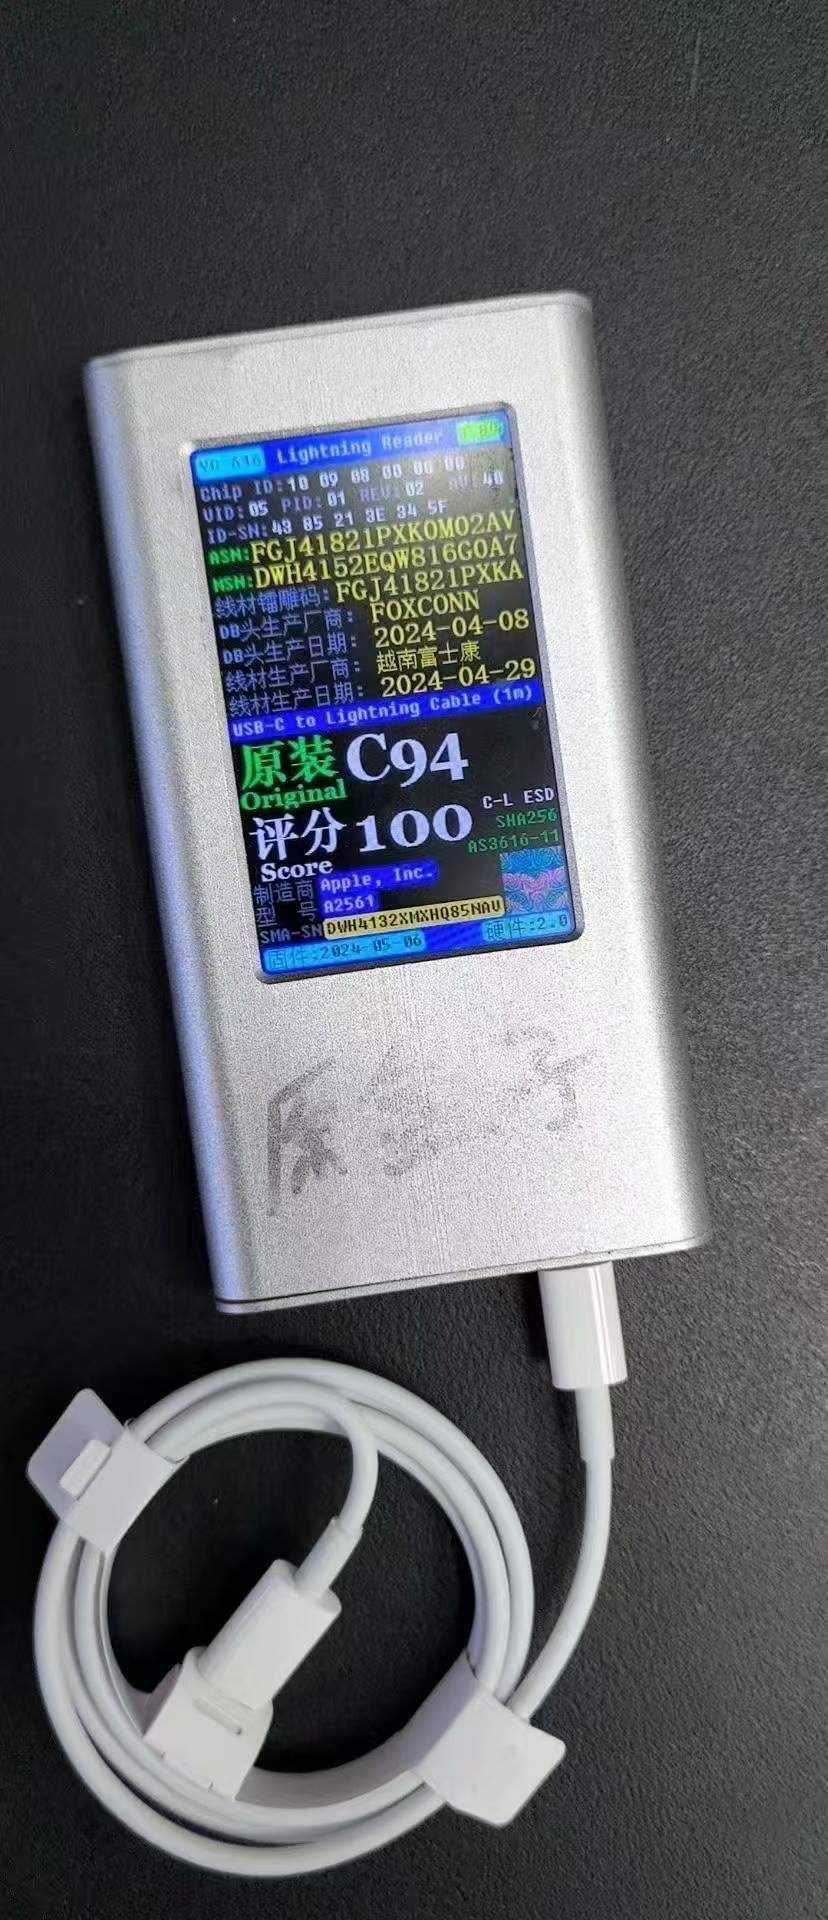 Lightning Reader
Chip ID:10 09 08 00 00 00
VID:05 PID:01 REV:02 AV:40
ID-SN:43 85 21 3E 34 5F
ASN:FGJ41821PXK0MO2AV
MSN:DWH4152EQW816G0A7
线材镭雕码:FGJ41821PXKA
DB头生产厂商: FOXCONN
DB头生产日期: 2024-04-08
线材生产厂商: 越南富士康
线材生产日期: 2024-04-29
USB-C to Lightning Cable (1m)
原装 C94
Original
C-L ESD
评分 100
Score
SHA256
AS3616-11
制造商 Apple, Inc.
型 号 A2561
SMA-SN DWH4132XMXHQ85NAV
固件:2024-05-06 硬件:2.0